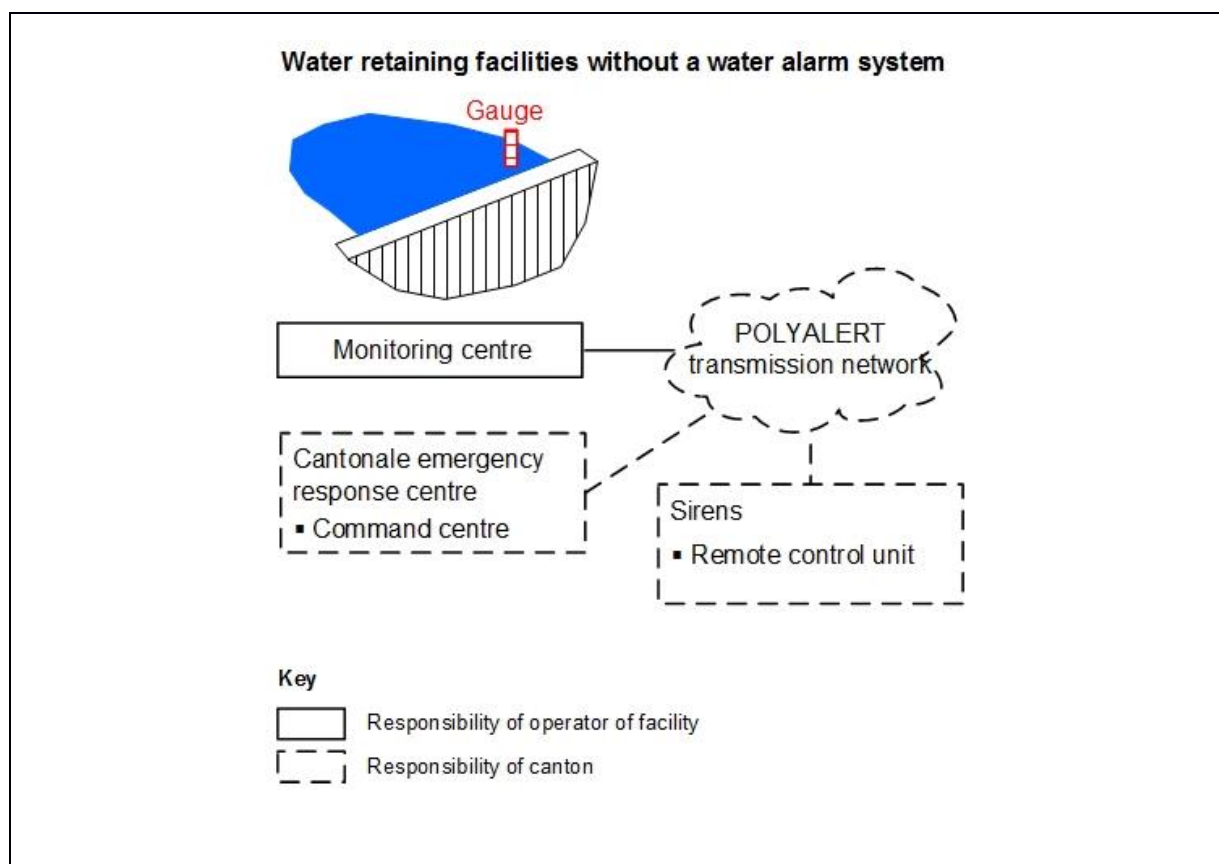 Water retaining facilities without a water alarm system
Gauge
Monitoring centre
POLYALERT
transmission network
Cantonale emergency
response centre
▪ Command centre
Sirens
▪ Remote control unit
Key
Responsibility of operator of facility
Responsibility of canton